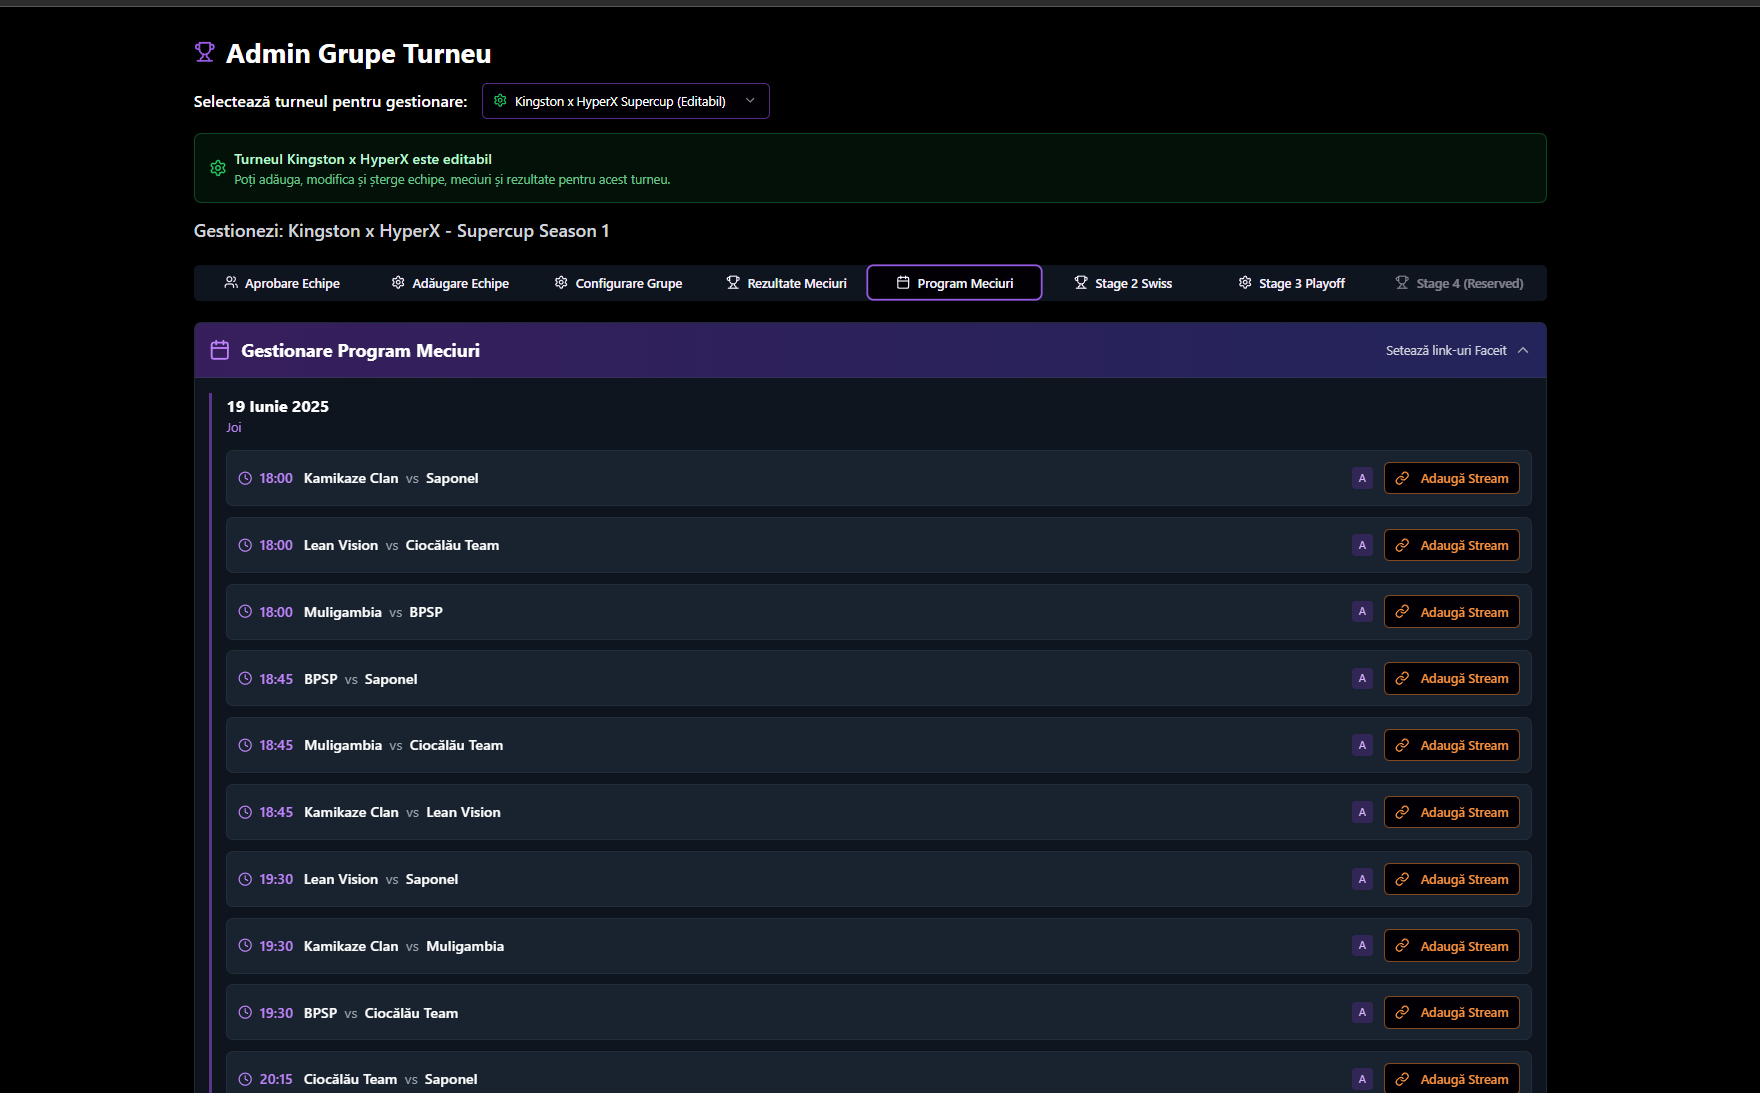 Admin Grupe Turneu
Selectează turneul pentru gestionare: Kingston x HyperX Supercup (Editabil)
Turneul Kingston x HyperX este editabil
Poți adăuga, modifica și șterge echipe, meciuri și rezultate pentru acest turneu.
Gestionezi: Kingston x HyperX - Supercup Season 1
Aprobare Echipe Adăugare Echipe Configurare Grupe Rezultate Meciuri Program Meciuri Stage 2 Swiss Stage 3 Playoff Stage 4 (Reserved)
Gestionare Program Meciuri Setează link-uri Faceit
19 Iunie 2025
Joi
18:00 Kamikaze Clan vs Saponel A Adaugă Stream
18:00 Lean Vision vs Ciocălău Team A Adaugă Stream
18:00 Muligambia vs BPSP A Adaugă Stream
18:45 BPSP vs Saponel A Adaugă Stream
18:45 Muligambia vs Ciocălău Team A Adaugă Stream
18:45 Kamikaze Clan vs Lean Vision A Adaugă Stream
19:30 Lean Vision vs Saponel A Adaugă Stream
19:30 Kamikaze Clan vs Muligambia A Adaugă Stream
19:30 BPSP vs Ciocălău Team A Adaugă Stream
20:15 Ciocălău Team vs Saponel A Adaugă Stream